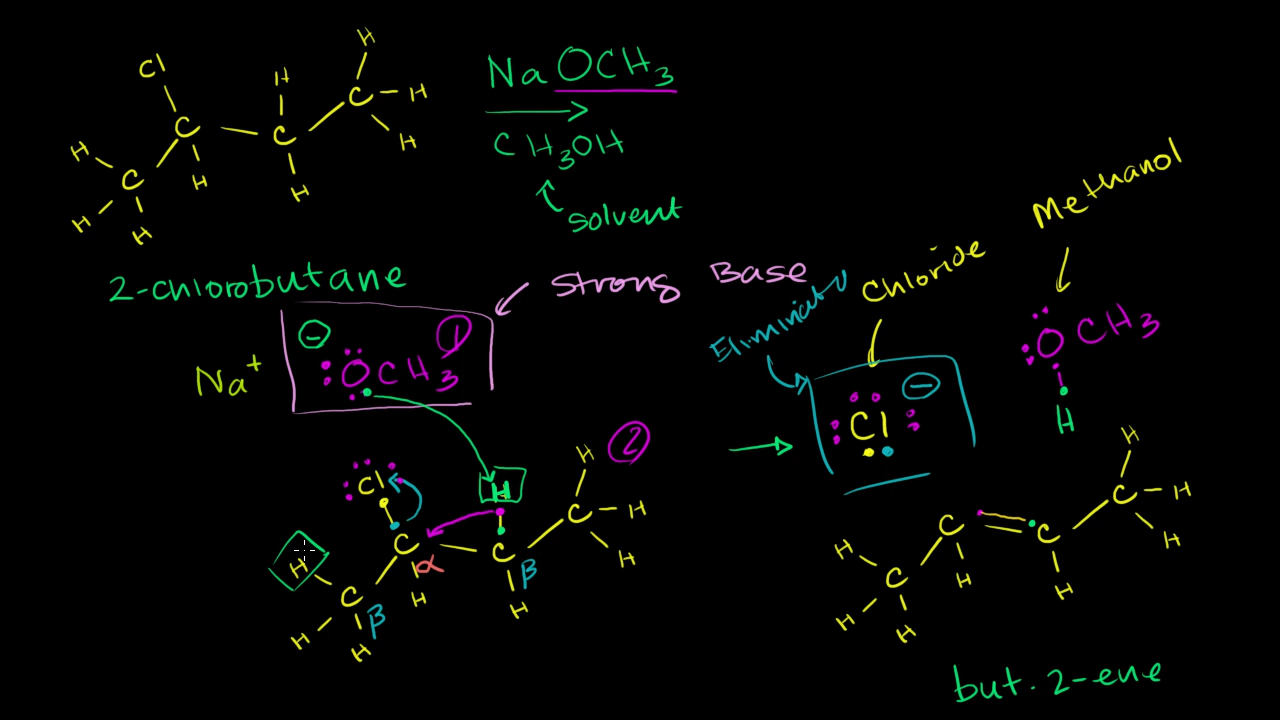 Cl
H
H
H
H
H
C
C
C
C
H
H
H
H
NaOCH3
CH3OH
solvent
2-chlorobutane
Strong Base
Eliminated
Chloride
Methanol
Na+
−
OCH3
1
2
Cl
H
H
H
H
C
C
C
C
H
H
H
H
H
α
β
β
Cl
−
OCH3
H
H
H
H
C
C
C
C
H
H
H
H
H
but-2-ene